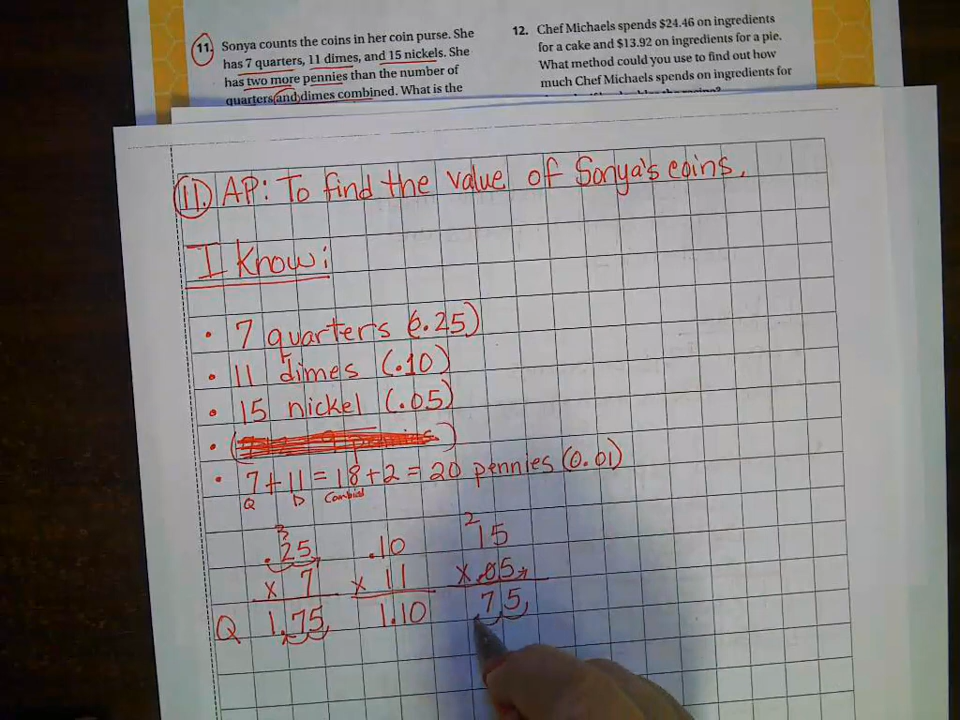 11. Sonya counts the coins in her coin purse. She
has 7 quarters, 11 dimes, and 15 nickels. She
has two more pennies than the number of
quarters and dimes combined. What is the
12. Chef Michaels spends $24.46 on ingredients
for a cake and $13.92 on ingredients for a pie.
What method could you use to find out how
much Chef Michaels spends on ingredients for
11. AP: To find the value of Sonya's coins.
I know:
• 7 quarters (0.25)
• 11 dimes (.10)
• 15 nickel (.05)
• 7 + 11 = 18 + 2 = 20 pennies (0.01)
Q D
3
.25 .10 2 15
x 7 x 11 x .05
Q 1.75 1.10 .75